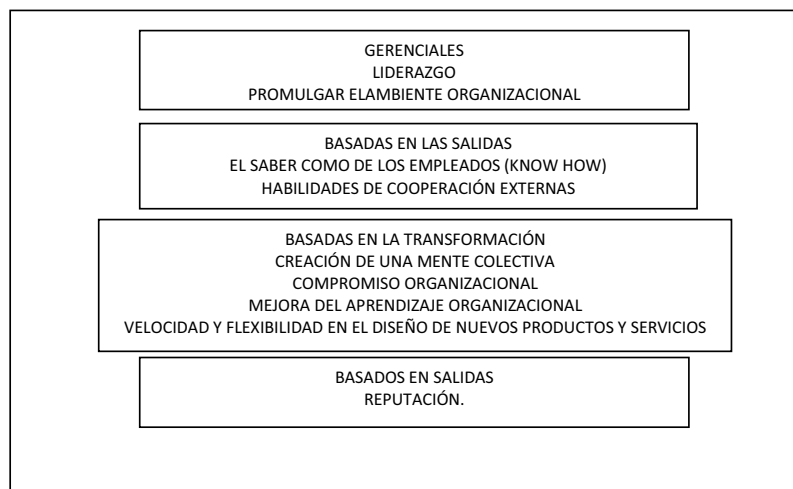 GERENCIALES
LIDERAZGO
PROMULGAR ELAMBIENTE ORGANIZACIONAL
BASADAS EN LAS SALIDAS
EL SABER COMO DE LOS EMPLEADOS (KNOW HOW)
HABILIDADES DE COOPERACIÓN EXTERNAS
BASADAS EN LA TRANSFORMACIÓN
CREACIÓN DE UNA MENTE COLECTIVA
COMPROMISO ORGANIZACIONAL
MEJORA DEL APRENDIZAJE ORGANIZACIONAL
VELOCIDAD Y FLEXIBILIDAD EN EL DISEÑO DE NUEVOS PRODUCTOS Y SERVICIOS
BASADOS EN SALIDAS
REPUTACIÓN.